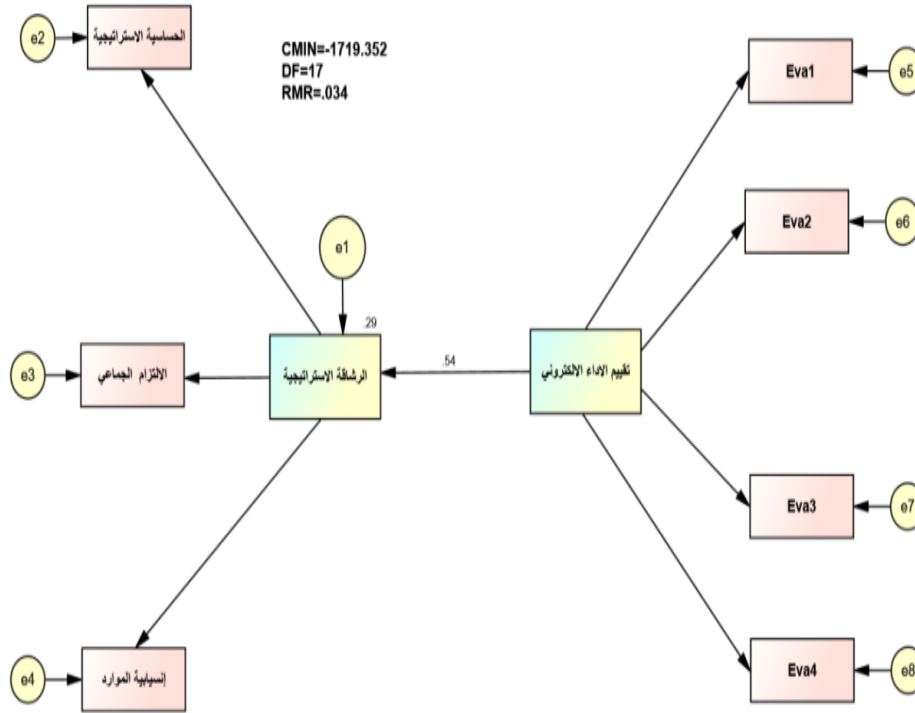 e2
الحساسية الاستراتيجية
CMIN=-1719.352
DF=17
RMR=.034
Eva1
e5
Eva2
e6
e1
.29
.54
e3
الالتزام الجماعي
الرشاقة الاستراتيجية
تقييم الاداء الالكتروني
Eva3
e7
e4
إنسيابية الموارد
Eva4
e8